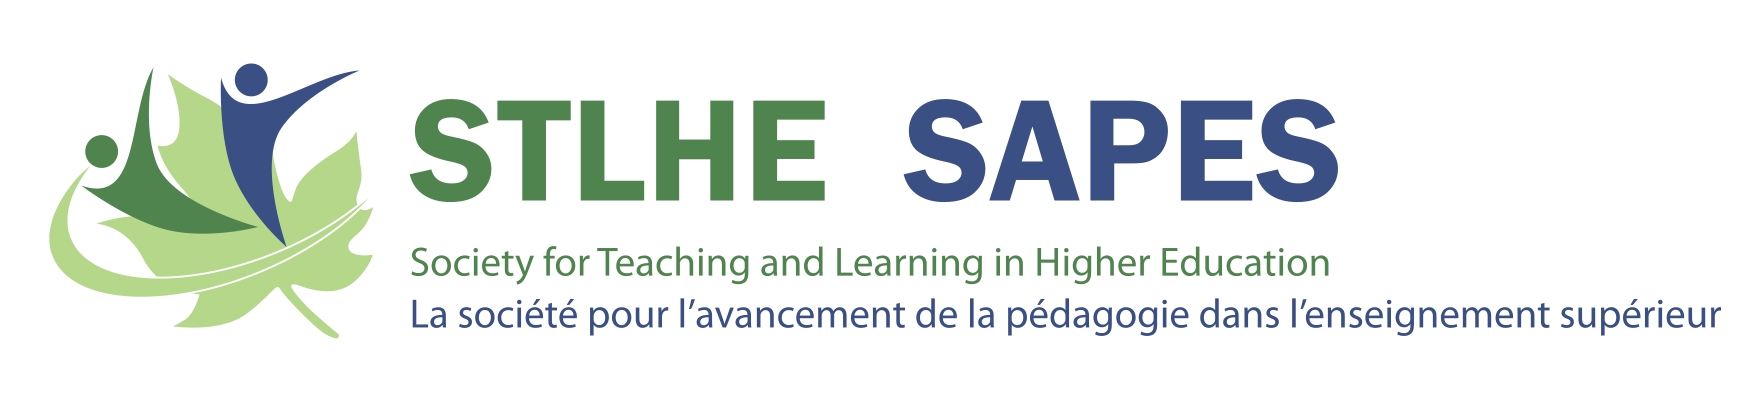 STLHE SAPES
Society for Teaching and Learning in Higher Education
La société pour l’avancement de la pédagogie dans l’enseignement supérieur